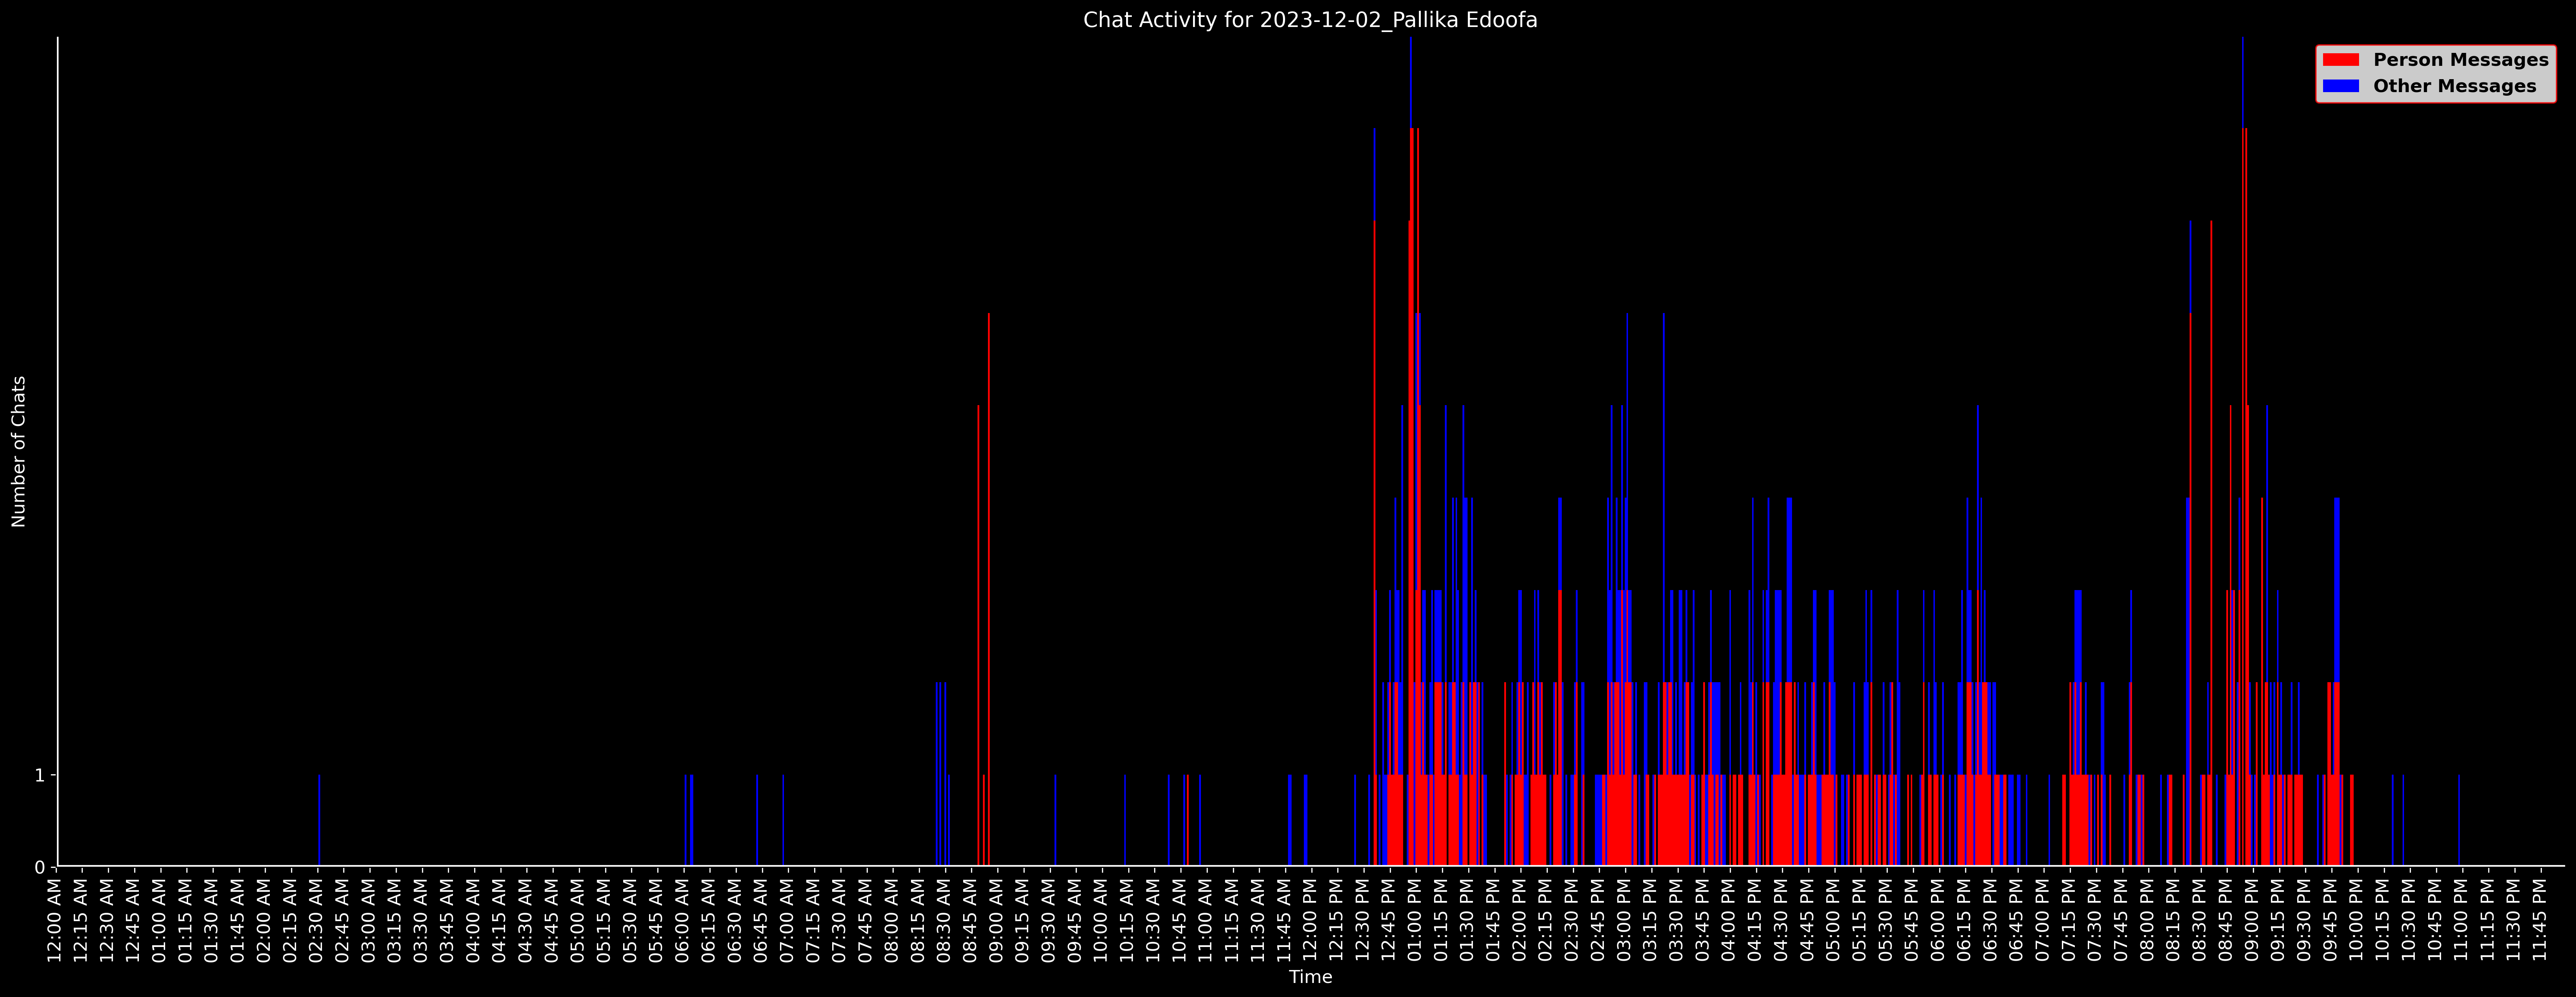 Chat Activity for 2023-12-02_Pallika Edoofa
Person Messages
Other Messages
Number of Chats
1
0
12:00 AM
12:15 AM
12:30 AM
12:45 AM
01:00 AM
01:15 AM
01:30 AM
01:45 AM
02:00 AM
02:15 AM
02:30 AM
02:45 AM
03:00 AM
03:15 AM
03:30 AM
03:45 AM
04:00 AM
04:15 AM
04:30 AM
04:45 AM
05:00 AM
05:15 AM
05:30 AM
05:45 AM
06:00 AM
06:15 AM
06:30 AM
06:45 AM
07:00 AM
07:15 AM
07:30 AM
07:45 AM
08:00 AM
08:15 AM
08:30 AM
08:45 AM
09:00 AM
09:15 AM
09:30 AM
09:45 AM
10:00 AM
10:15 AM
10:30 AM
10:45 AM
11:00 AM
11:15 AM
11:30 AM
11:45 AM
12:00 PM
12:15 PM
12:30 PM
12:45 PM
01:00 PM
01:15 PM
01:30 PM
01:45 PM
02:00 PM
02:15 PM
02:30 PM
02:45 PM
03:00 PM
03:15 PM
03:30 PM
03:45 PM
04:00 PM
04:15 PM
04:30 PM
04:45 PM
05:00 PM
05:15 PM
05:30 PM
05:45 PM
06:00 PM
06:15 PM
06:30 PM
06:45 PM
07:00 PM
07:15 PM
07:30 PM
07:45 PM
08:00 PM
08:15 PM
08:30 PM
08:45 PM
09:00 PM
09:15 PM
09:30 PM
09:45 PM
10:00 PM
10:15 PM
10:30 PM
10:45 PM
11:00 PM
11:15 PM
11:30 PM
11:45 PM
Time